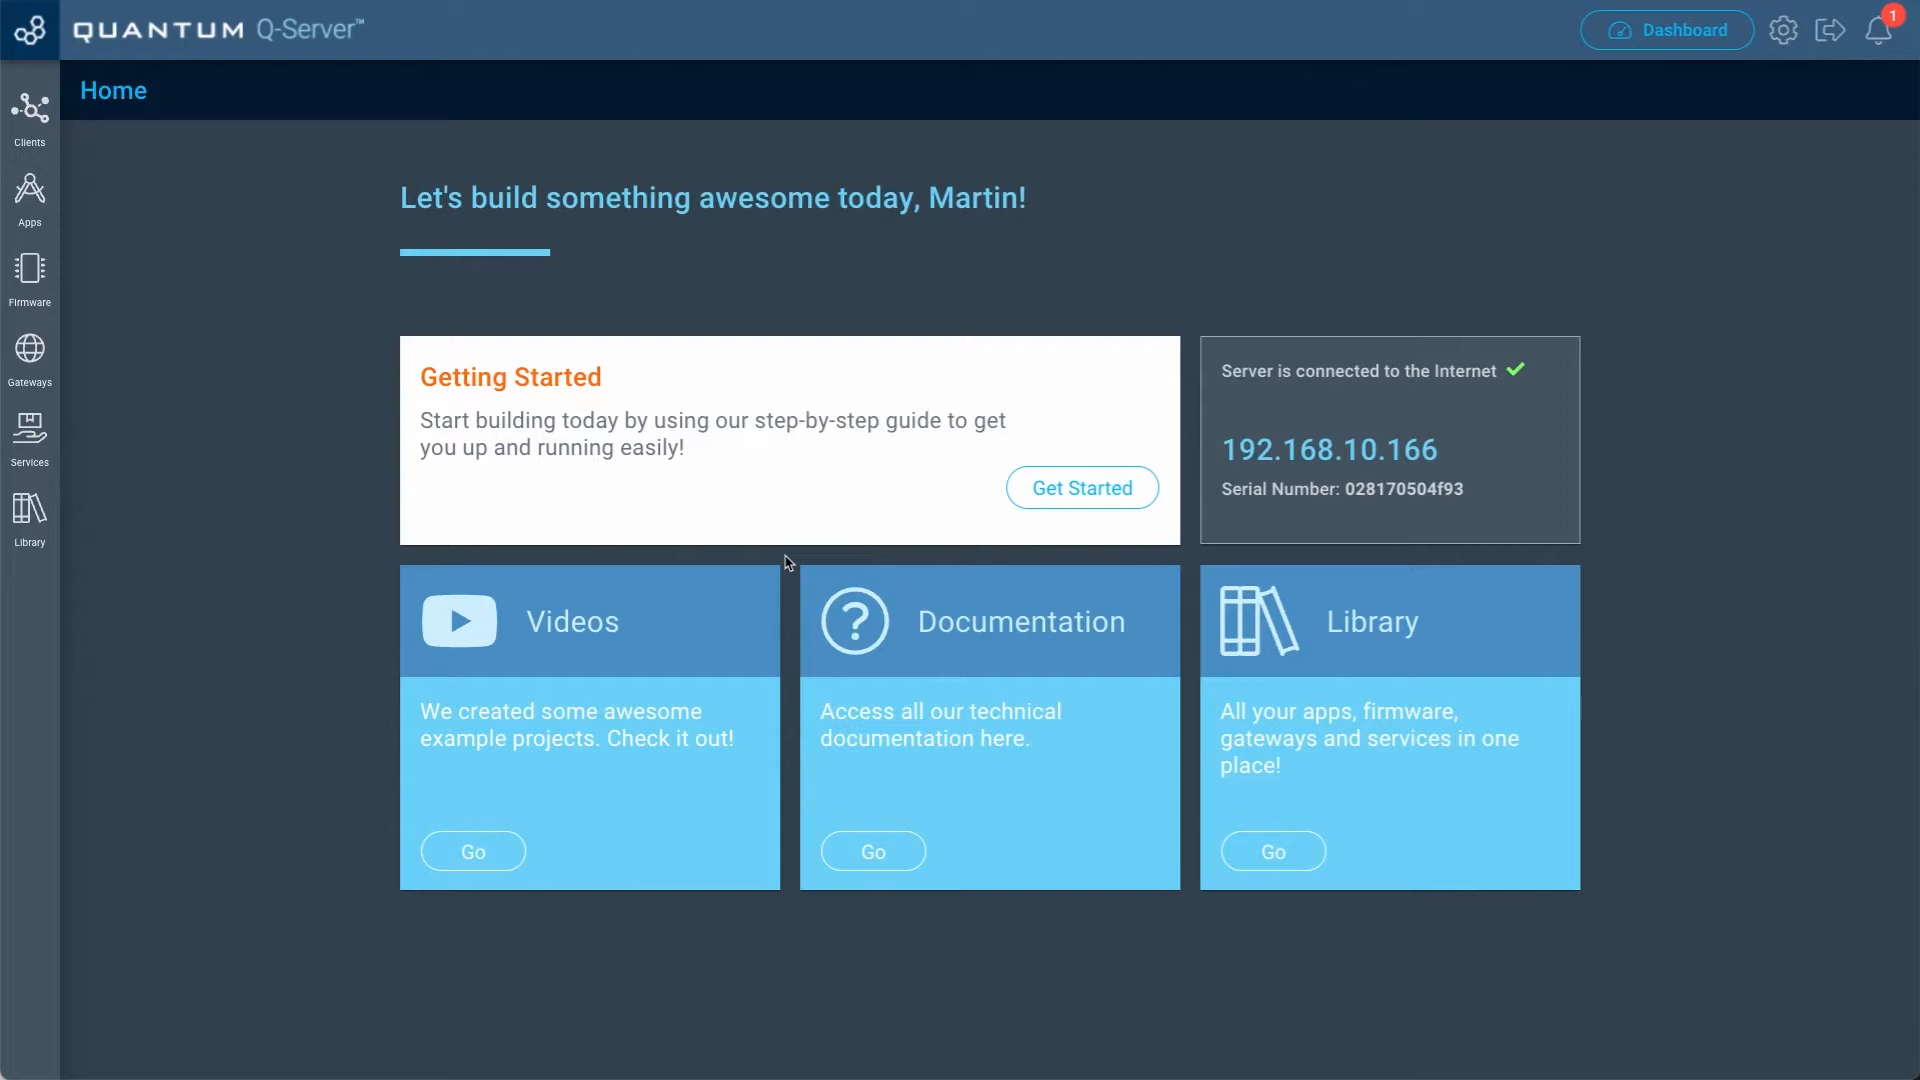 QUANTUM Q-Server™
Dashboard
1
Home
Clients
Apps
Firmware
Gateways
Services
Library
Let's build something awesome today, Martin!
Getting Started
Start building today by using our step-by-step guide to get
you up and running easily!
Get Started
Server is connected to the Internet
192.168.10.166
Serial Number: 028170504f93
Videos
We created some awesome
example projects. Check it out!
Go
Documentation
Access all our technical
documentation here.
Go
Library
All your apps, firmware,
gateways and services in one
place!
Go